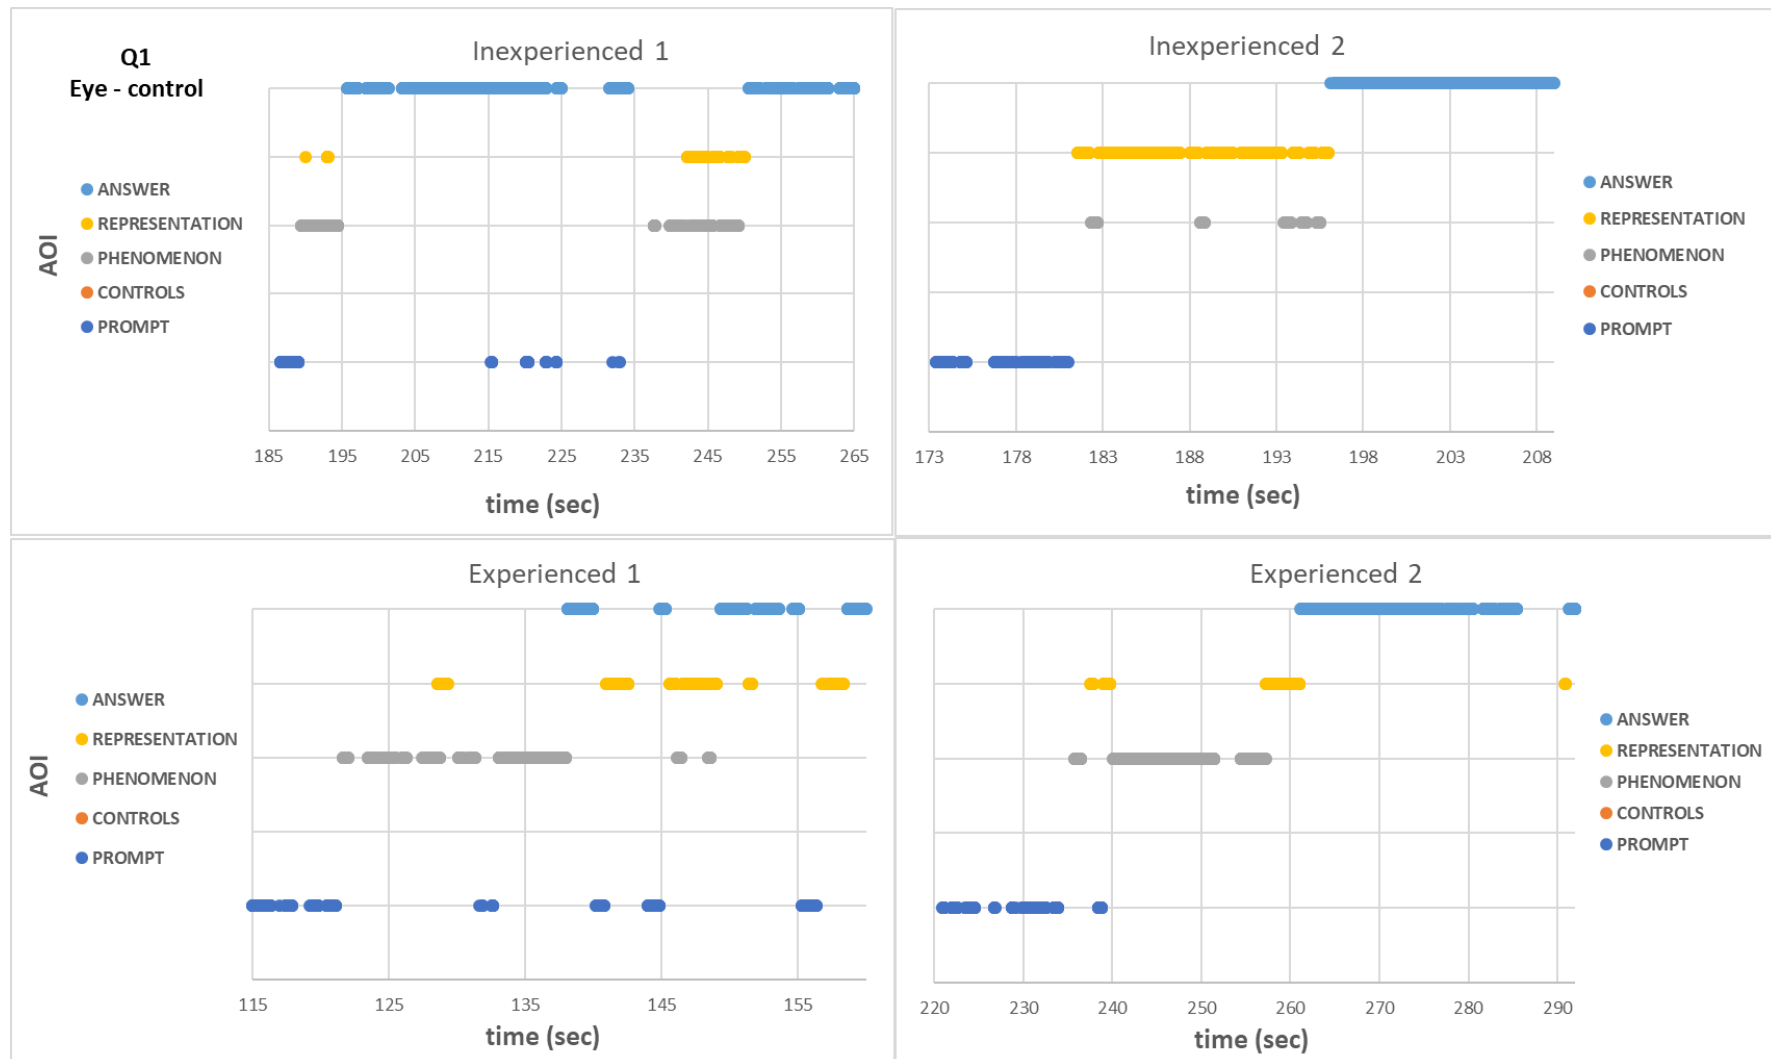 Q1
Eye - control
Inexperienced 1
AOI
ANSWER
REPRESENTATION
PHENOMENON
CONTROLS
PROMPT
185 195 205 215 225 235 245 255 265
time (sec)
Inexperienced 2
ANSWER
REPRESENTATION
PHENOMENON
CONTROLS
PROMPT
173 178 183 188 193 198 203 208
time (sec)
Experienced 1
AOI
ANSWER
REPRESENTATION
PHENOMENON
CONTROLS
PROMPT
115 125 135 145 155
time (sec)
Experienced 2
ANSWER
REPRESENTATION
PHENOMENON
CONTROLS
PROMPT
220 230 240 250 260 270 280 290
time (sec)